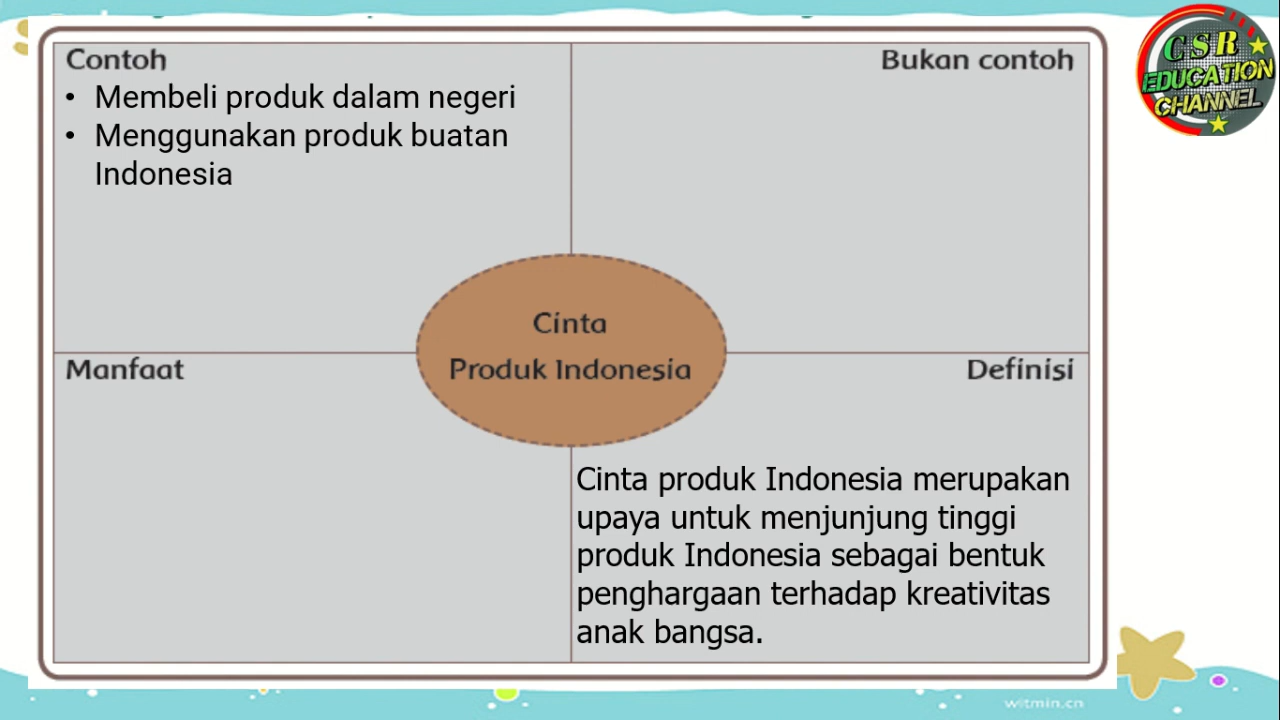 Contoh
• Membeli produk dalam negeri
• Menggunakan produk buatan
Indonesia
Bukan contoh
Cinta
Produk Indonesia
Manfaat
Definisi
Cinta produk Indonesia merupakan
upaya untuk menjunjung tinggi
produk Indonesia sebagai bentuk
penghargaan terhadap kreativitas
anak bangsa.
CSR
EDUCATION
CHANNEL
witmin.cn